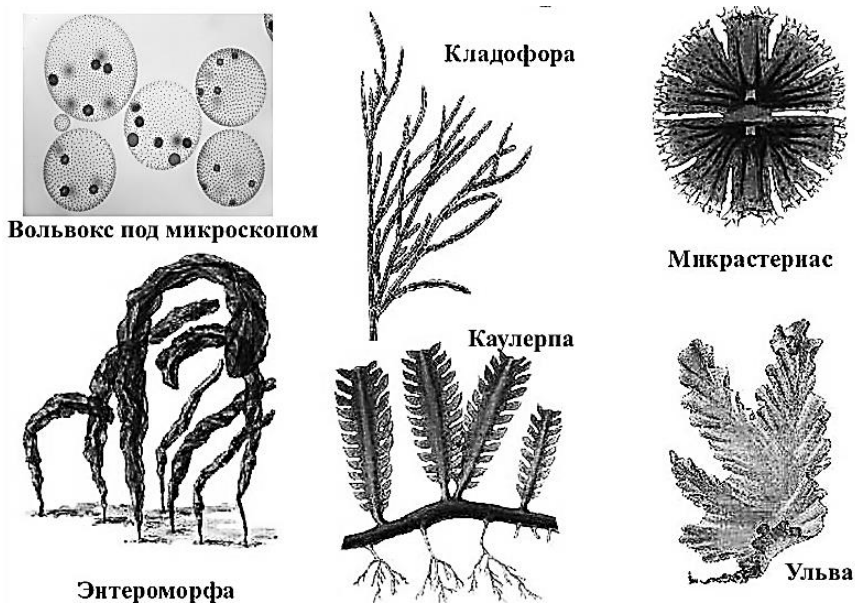 Кладофора
Вольвокс под микроскопом
Микрастериас
Каулерпа
Энтероморфа
Ульва